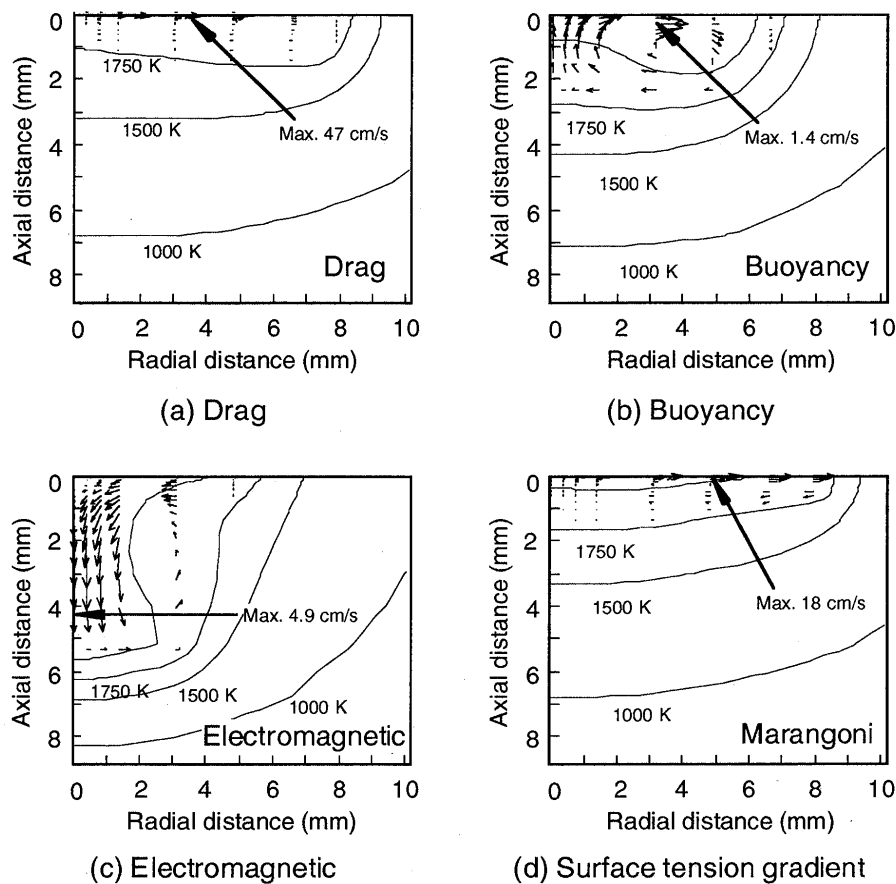 0
2
4
6
8
Axial distance (mm)
1750 K
1500 K
1000 K
Max. 47 cm/s
Drag
0 2 4 6 8 10
Radial distance (mm)
(a) Drag
0
2
4
6
8
Axial distance (mm)
1750 K
1500 K
1000 K
Max. 1.4 cm/s
Buoyancy
0 2 4 6 8 10
Radial distance (mm)
(b) Buoyancy
0
2
4
6
8
Axial distance (mm)
Max. 4.9 cm/s
1750 K
1500 K
1000 K
Electromagnetic
0 2 4 6 8 10
Radial distance (mm)
(c) Electromagnetic
0
2
4
6
8
Axial distance (mm)
1750 K
1500 K
1000 K
Max. 18 cm/s
Marangoni
0 2 4 6 8 10
Radial distance (mm)
(d) Surface tension gradient